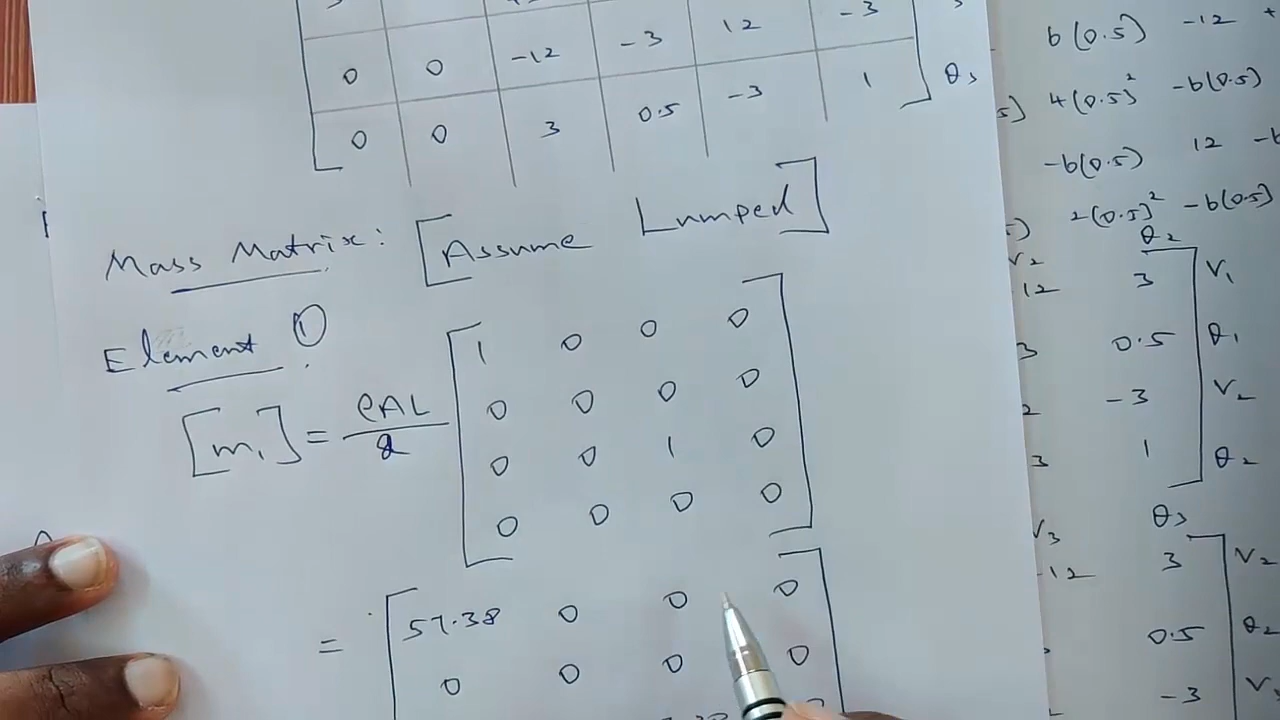 0 0 -12 -3 12 -3
0 0 3 0.5 -3 1 θ3
Mass Matrix: [Assume Lumped]
Element ①
[m1] = ρAL/2
1 0 0 0
0 0 0 0
0 0 1 0
0 0 0 0
= 57.38 0 0 0
0 0 0 0
6(0.5) -12
4(0.5)² -6(0.5)
-6(0.5) 12
2(0.5)² -6(0.5)
V2 θ2
12 3 V1
3 0.5 θ1
-3 V2
3 1 θ2
V3 θ3
-12 3 V2
0.5 θ2
-3